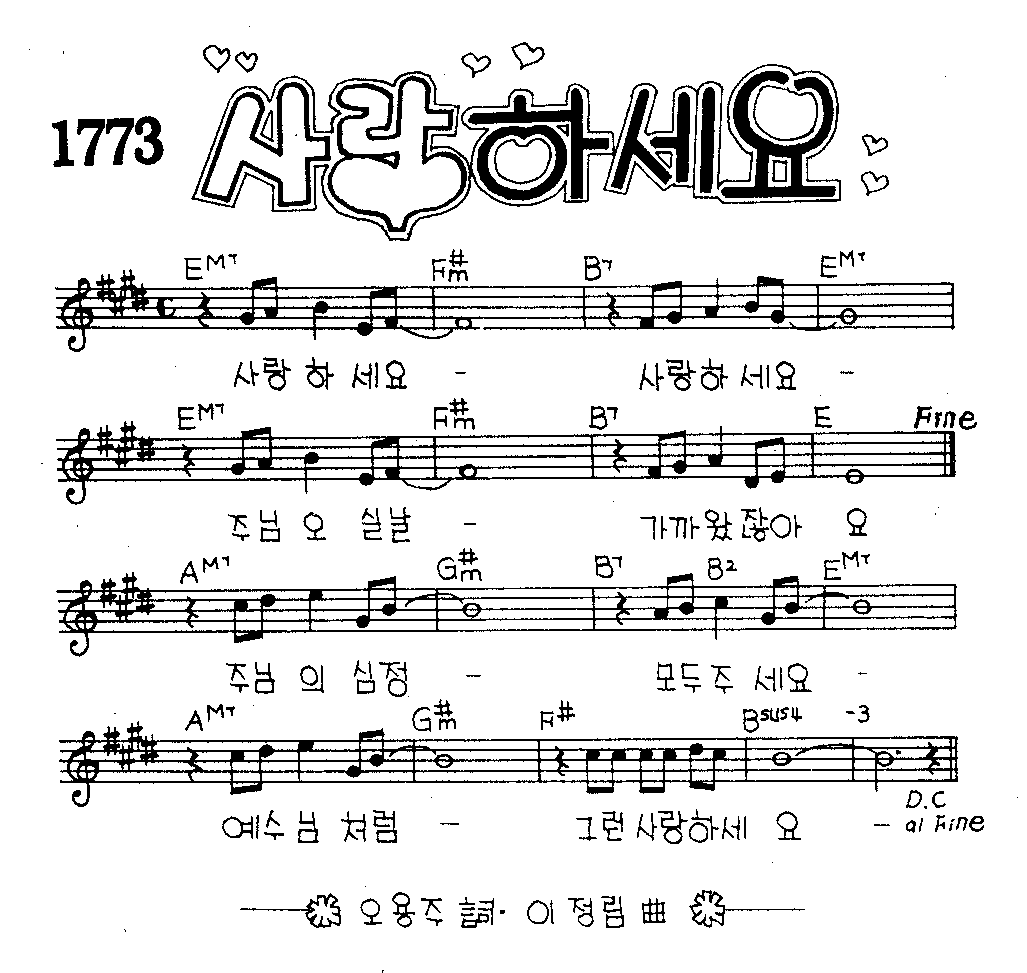 1773 사랑하세요
EM7 F#m B7 EM7
사랑 하 세요 - 사랑하 세요 -
EM7 F#m B7 E Fine
주님 오 실날 - 가까왔잖아 요
AM7 G#m B7 B2 EM7
주님 의 심정 - 모두주 세요 -
AM7 G#m F# Bsus4 -3
예수 님 처럼 - 그런사랑하세 요 - D.C
al Fine
오용주 詞· 이정림 曲